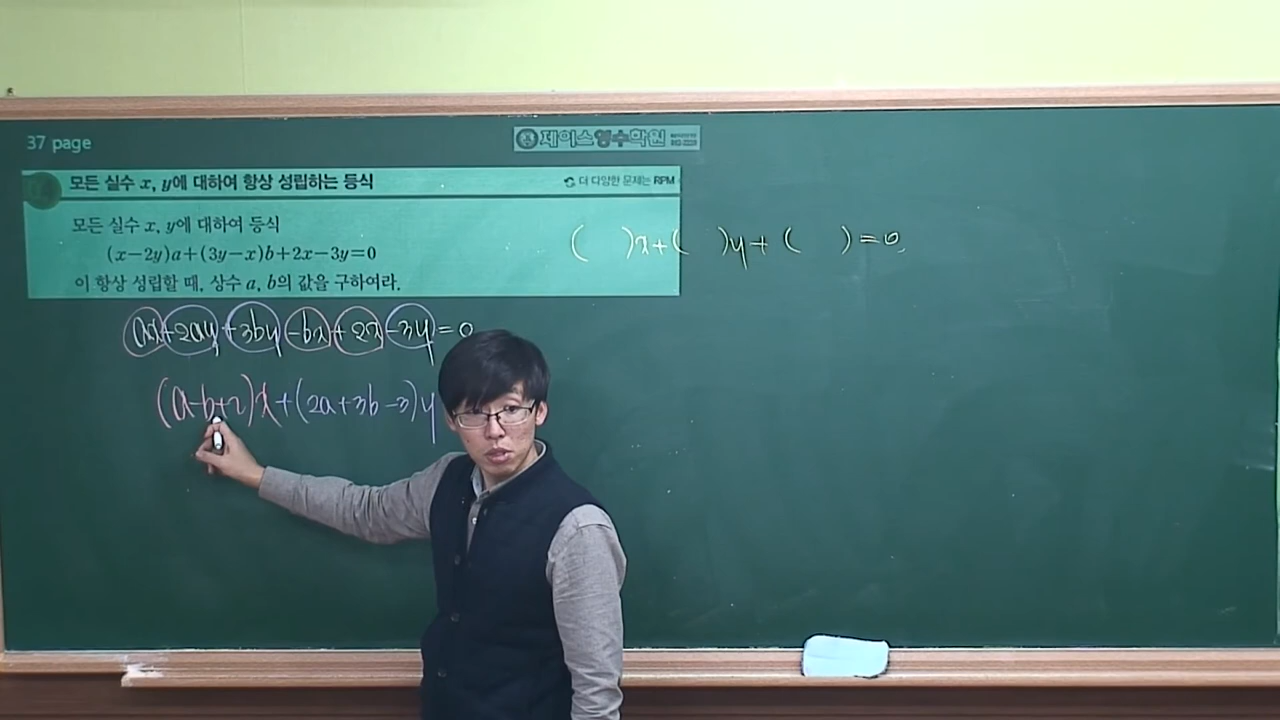 37 page
제이스영수학원
모든 실수 x, y에 대하여 항상 성립하는 등식
더 다양한 문제는 RPM
모든 실수 x, y에 대하여 등식
(x-2y)a+(3y-x)b+2x-3y=0
이 항상 성립할 때, 상수 a, b의 값을 구하여라.
( )x+( )y+( )=0
ax+2ay+3by-bx+2x-3y=0
(a-b+2)x+(2a+3b-3)y